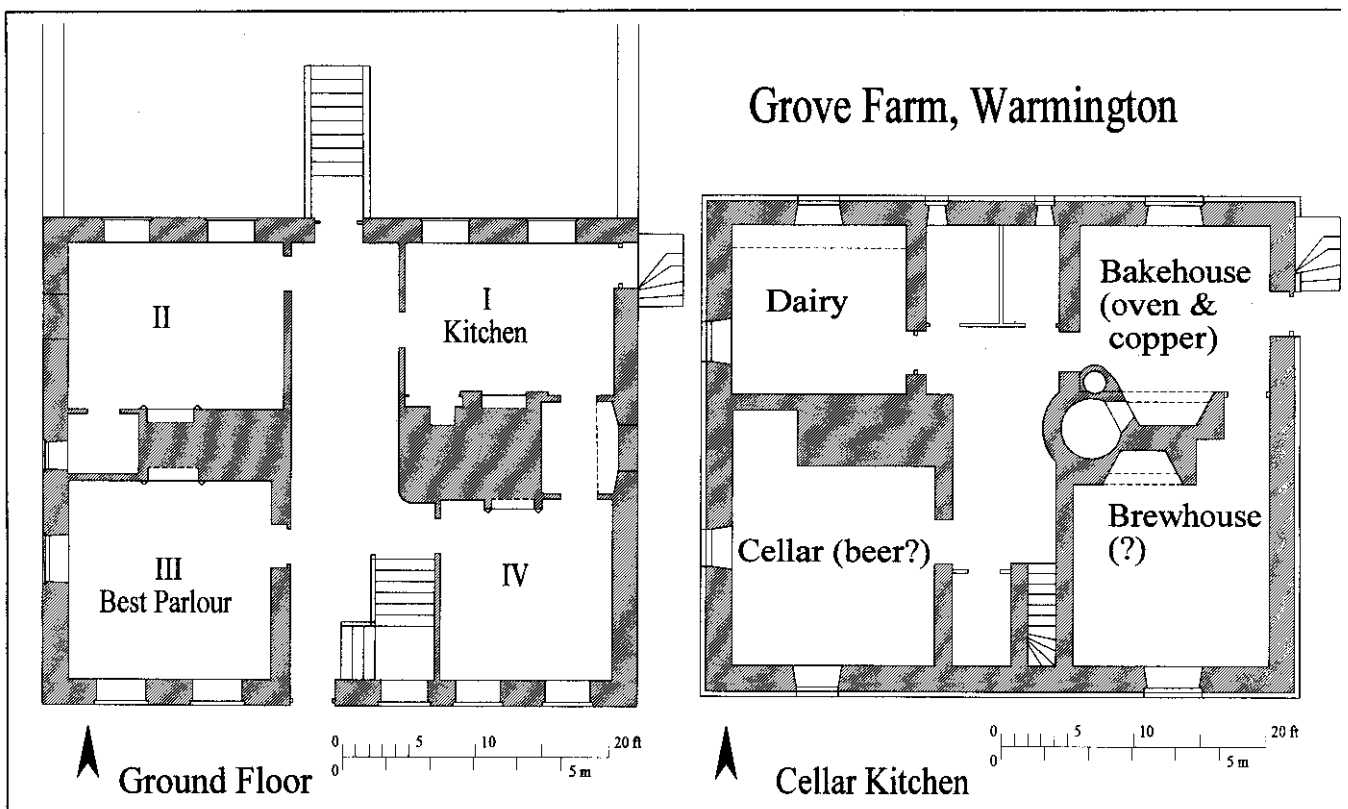 Grove Farm, Warmington
II
I
Kitchen
III
Best Parlour
IV
0 5 10 20 ft
0 5 m
Ground Floor
Dairy
Bakehouse
(oven &
copper)
Cellar (beer?)
Brewhouse
(?)
0 5 10 20 ft
0 5 m
Cellar Kitchen